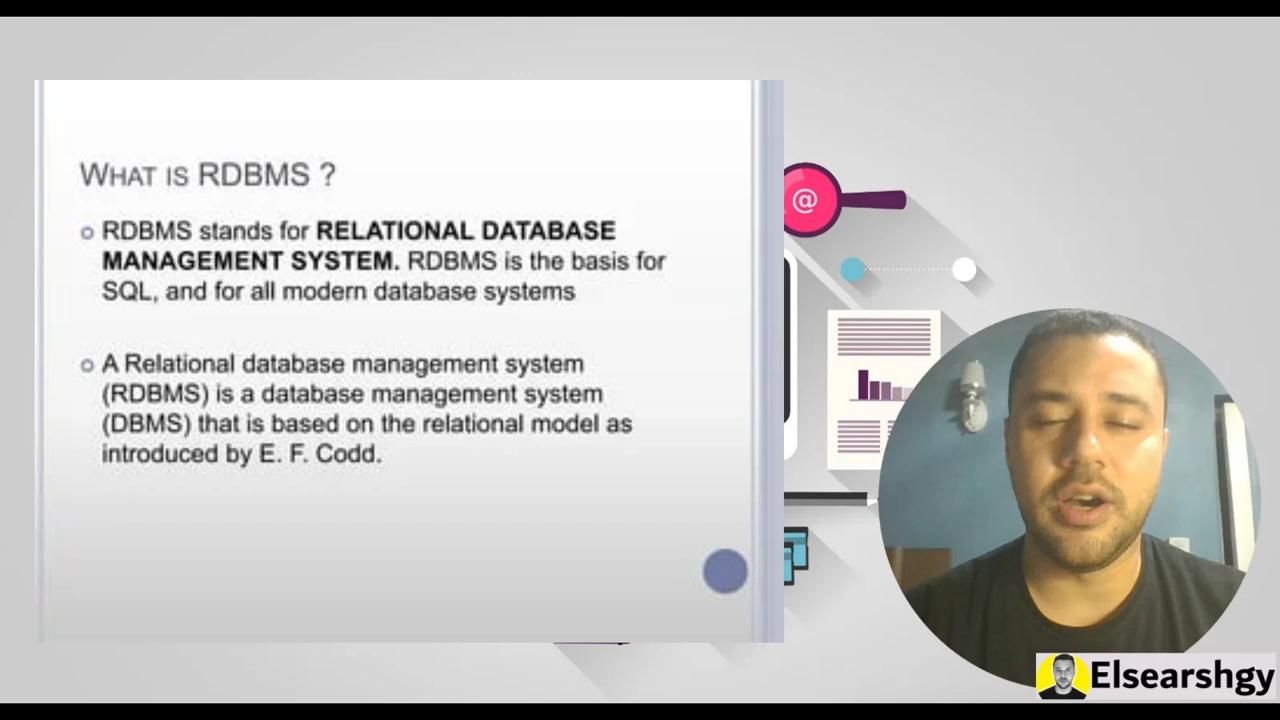 WHAT IS RDBMS ?
RDBMS stands for RELATIONAL DATABASE
MANAGEMENT SYSTEM. RDBMS is the basis for
SQL, and for all modern database systems
A Relational database management system
(RDBMS) is a database management system
(DBMS) that is based on the relational model as
introduced by E. F. Codd.
@
Elsearshgy